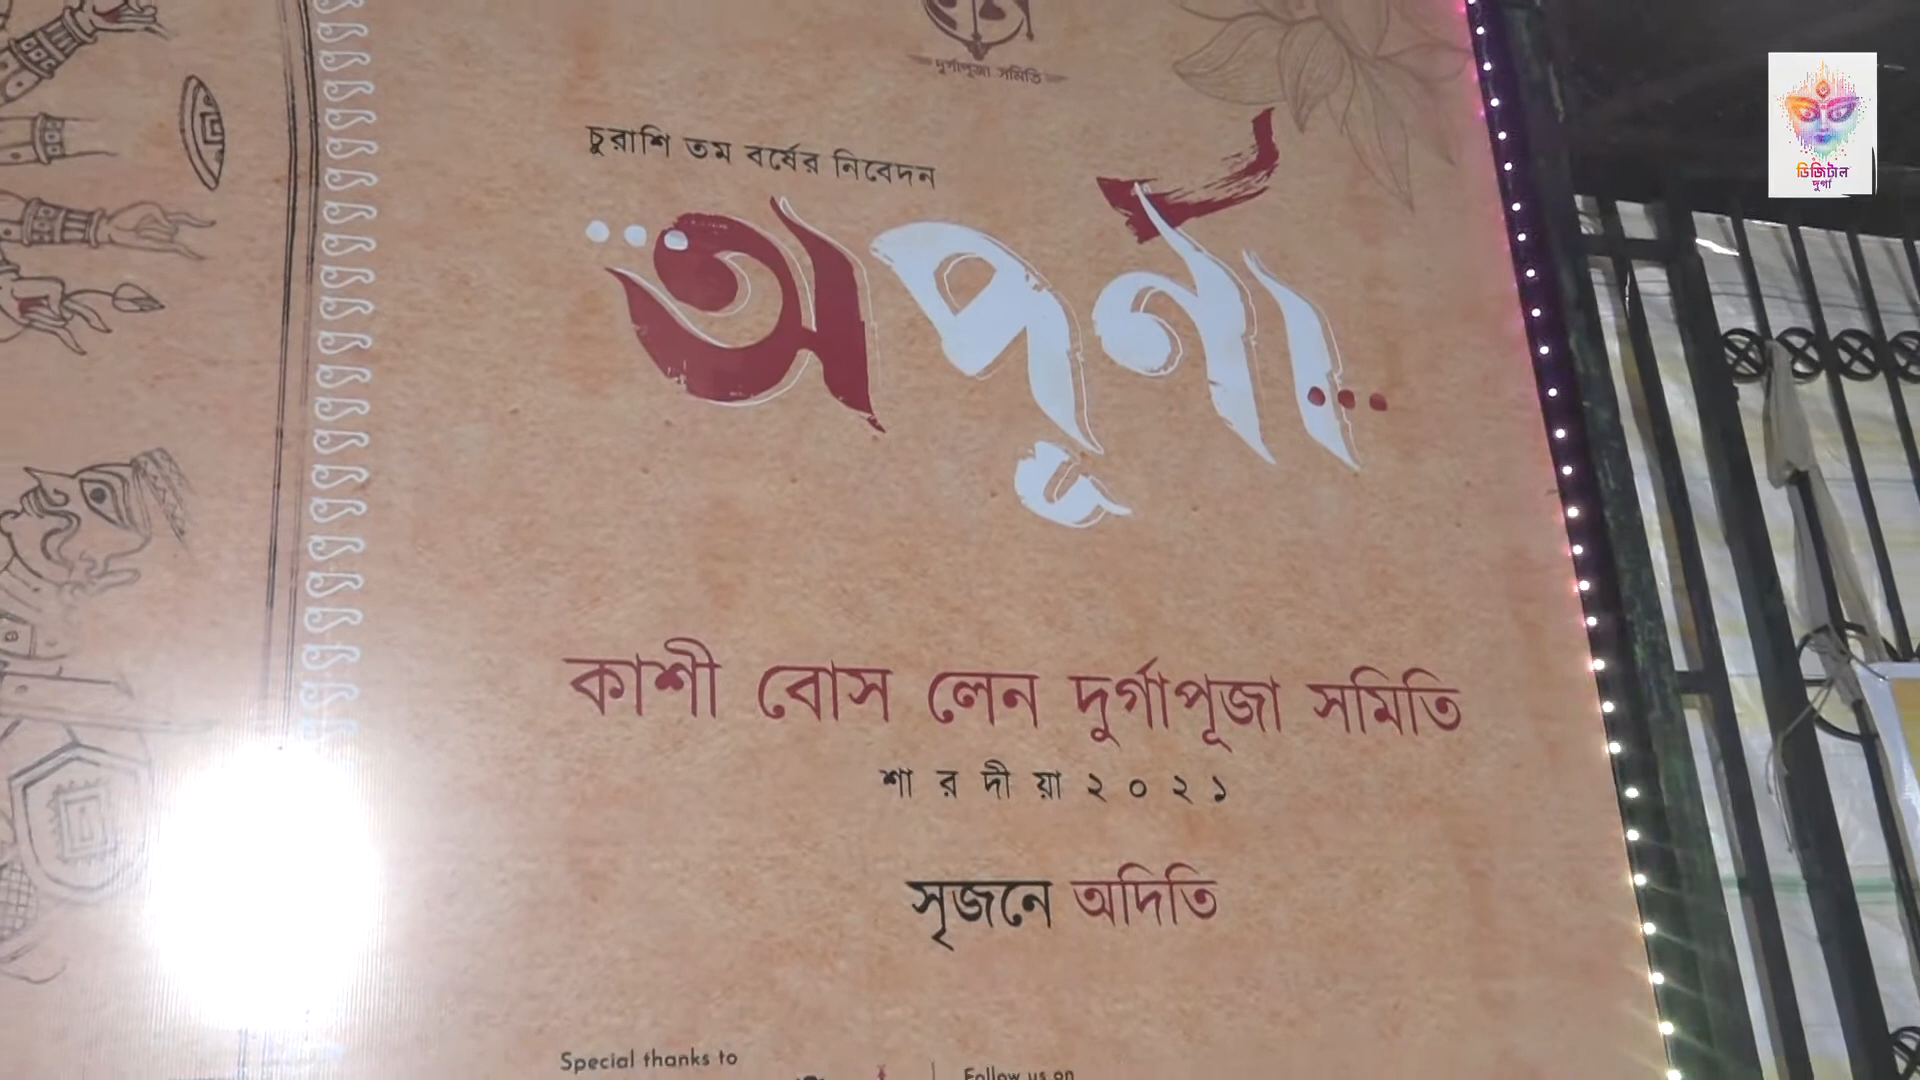 দুর্গাপূজা সমিতি
চুরাশি তম বর্ষের নিবেদন
ডিজিটাল
দুর্গা
...অপূর্ণা...
কাশী বোস লেন দুর্গাপূজা সমিতি
শা র দী য়া ২ ০ ২ ১
সৃজনে অদিতি
Special thanks to
Follow us on